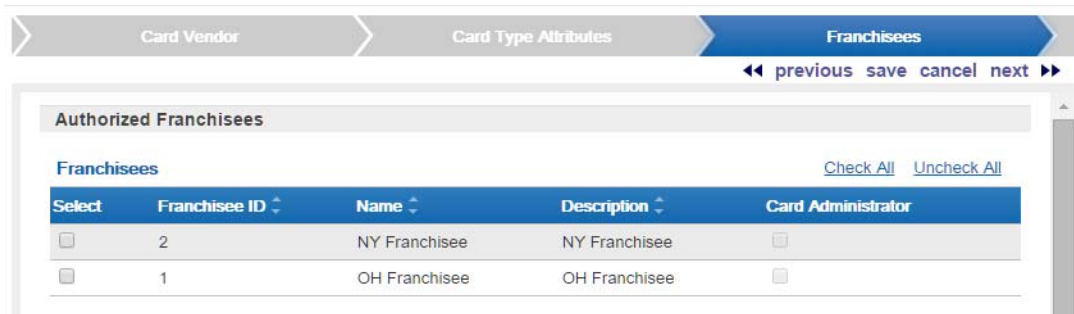 Card Vendor Card Type Attributes Franchisees
previous save cancel next
Authorized Franchisees
Franchisees Check All Uncheck All
Select Franchisee ID Name Description Card Administrator
2 NY Franchisee NY Franchisee
1 OH Franchisee OH Franchisee